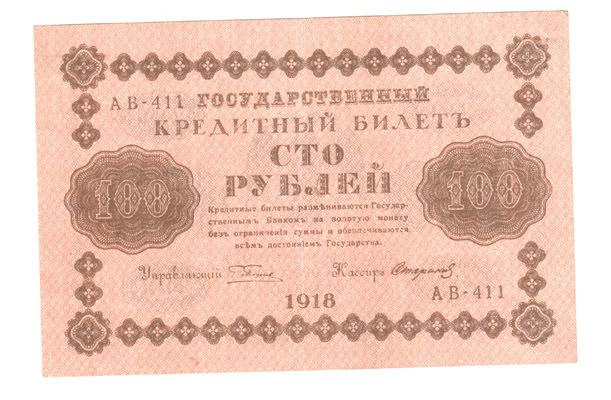 АВ-411 ГОСУДАРСТВЕННЫЙ
КРЕДИТНЫЙ БИЛЕТЪ
СТО
РУБЛЕЙ
100
100
Кредитные билеты размѣниваются Государ-
ственнымъ Банкомъ на золотую монету
безъ ограниченія суммы и обезпечиваются
всѣмъ достояніемъ Государства.
Управляющій
Кассиръ
1918
АВ-411